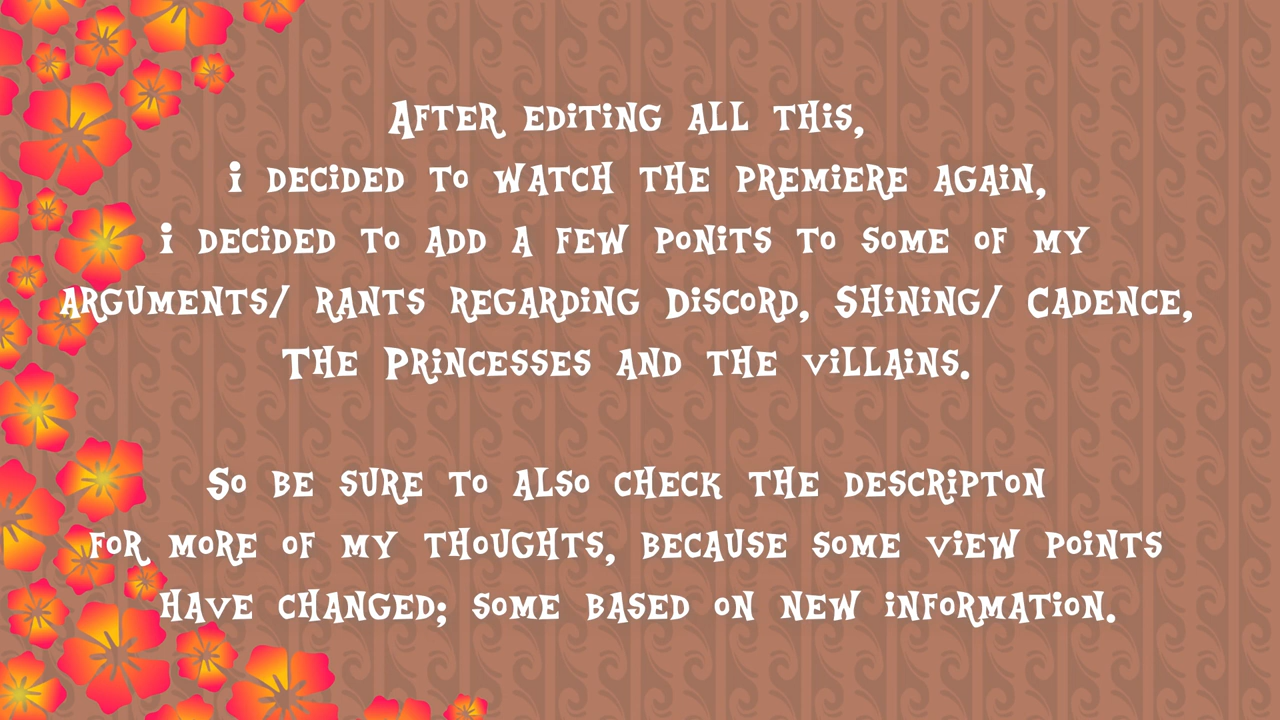 After editing all this,
i decided to watch the premiere again,
i decided to add a few ponits to some of my
arguments/ rants regarding Discord, Shining/ Cadence,
The Princesses and the villains.
So be sure to also check the descripton
for more of my thoughts, because some view points
have changed; some based on new information.